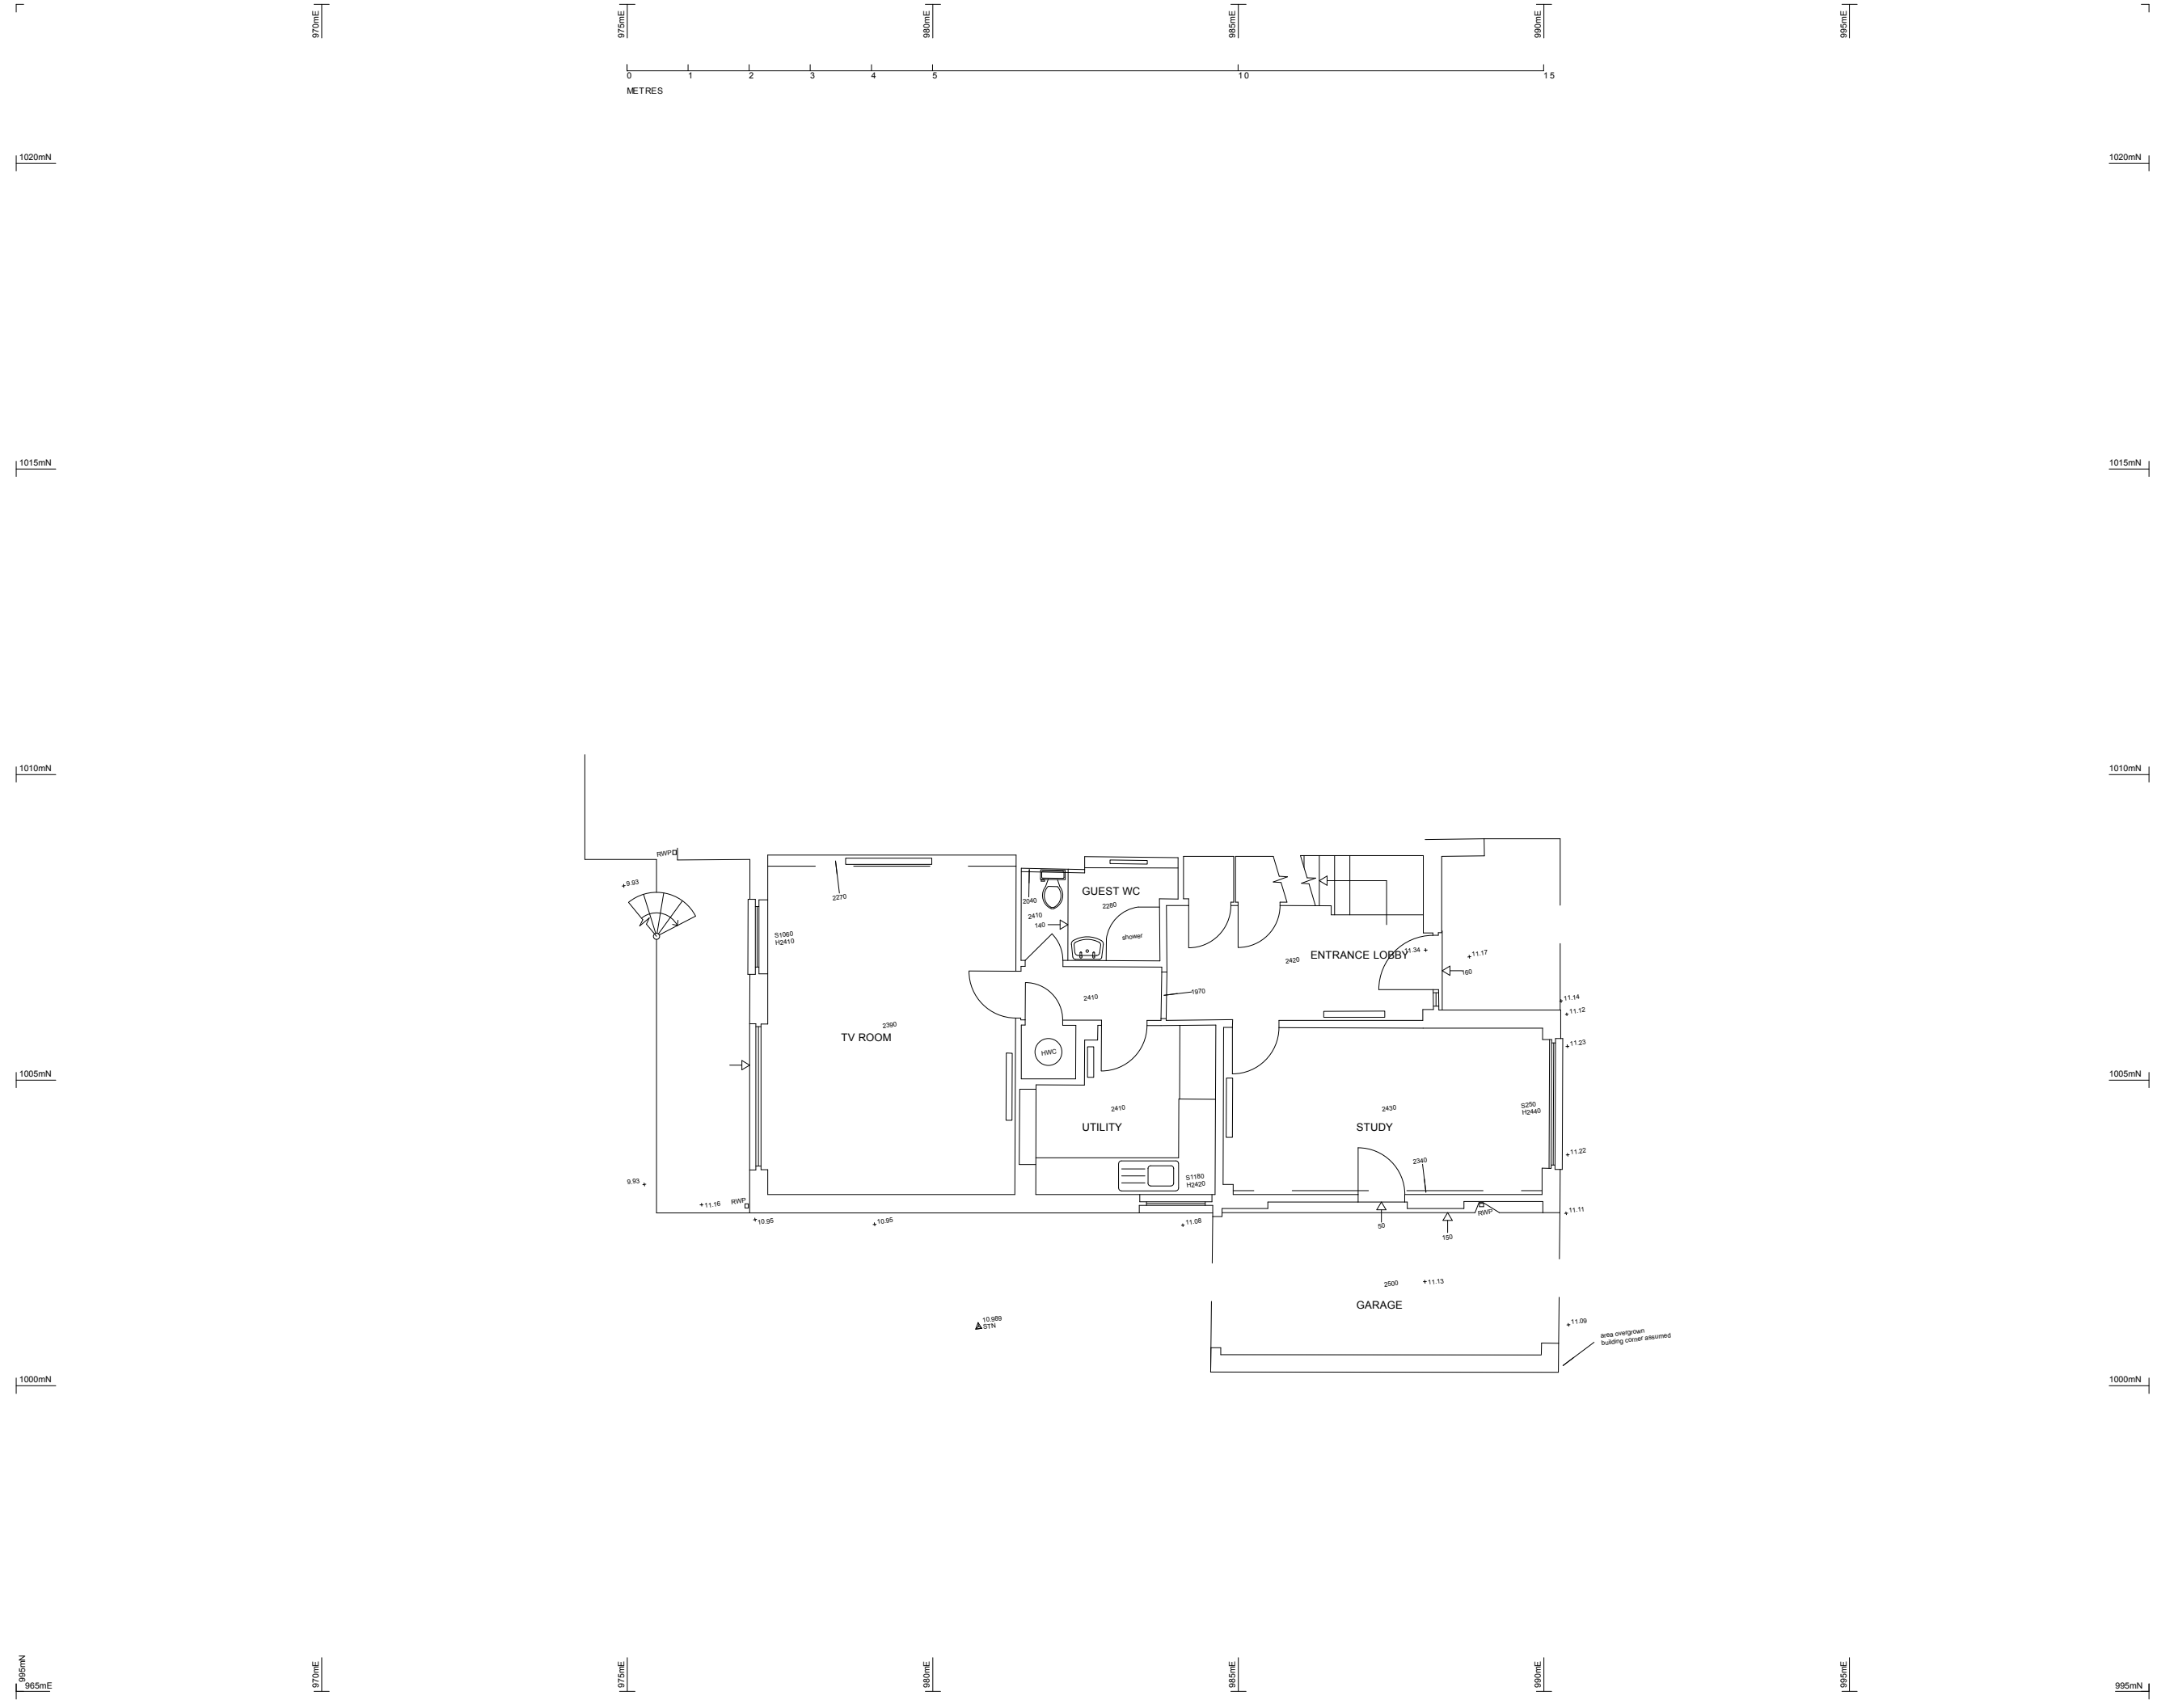 970mE
975mE
980mE
985mE
990mE
995mE
0 1 2 3 4 5 10 15
METRES
1020mN
1020mN
1015mN
1015mN
1010mN
1010mN
RWP
9.93
2270
S1060
H2410
2040
2410
140
GUEST WC
2280
shower
2420
ENTRANCE LOBBY
11.34
11.17
160
1970
2410
11.14
11.12
2390
TV ROOM
HWC
11.23
1005mN
1005mN
2410
UTILITY
2430
STUDY
S250
H2440
11.22
2340
9.93
S1180
H2420
11.16
RWP
10.95
10.95
11.08
50
150
RWP
11.11
2500
11.13
GARAGE
10.989
STN
11.09
area overgrown
building corner assumed
1000mN
1000mN
995mN
965mE
970mE
975mE
980mE
985mE
990mE
995mE
995mN